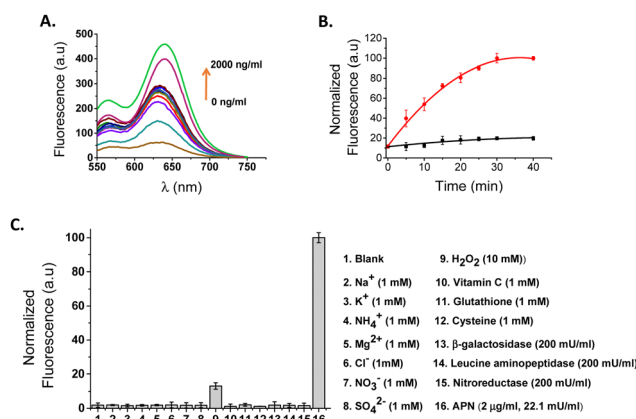 A.
500
400
300
200
100
0
Fluorescence (a.u)
2000 ng/ml
0 ng/ml
550 600 650 700 750
λ (nm)
B.
120
100
80
60
40
20
0
Normalized
Fluorescence (a.u)
0 10 20 30 40
Time (min)
C.
100
80
60
40
20
0
Normalized
Fluorescence (a.u)
1 2 3 4 5 6 7 8 9 10 11 12 13 14 15 16
1. Blank
2. Na⁺ (1 mM)
3. K⁺ (1 mM)
4. NH₄⁺ (1 mM)
5. Mg²⁺ (1 mM)
6. Cl⁻ (1mM)
7. NO₃⁻ (1 mM)
8. SO₄²⁻ (1 mM)
9. H₂O₂ (10 mM))
10. Vitamin C (1 mM)
11. Glutathione (1 mM)
12. Cysteine (1 mM)
13. β-galactosidase (200 mU/ml)
14. Leucine aminopeptidase (200 mU/ml)
15. Nitroreductase (200 mU/ml)
16. APN (2 μg/ml, 22.1 mU/ml)